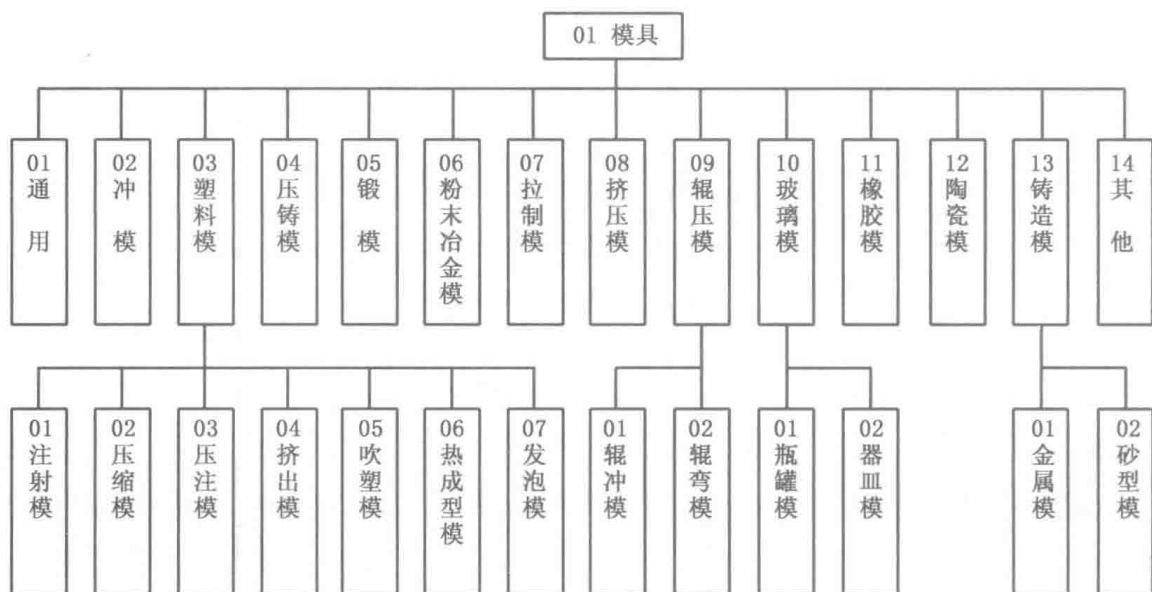 01 模具
01 通用
02 冲模
03 塑料模
04 压铸模
05 锻模
06 粉末冶金模
07 拉制模
08 挤压模
09 辊压模
10 玻璃模
11 橡胶模
12 陶瓷模
13 铸造模
14 其他
01 注射模
02 压缩模
03 压注模
04 挤出模
05 吹塑模
06 热成型模
07 发泡模
01 辊冲模
02 辊弯模
01 瓶罐模
02 器皿模
01 金属模
02 砂型模